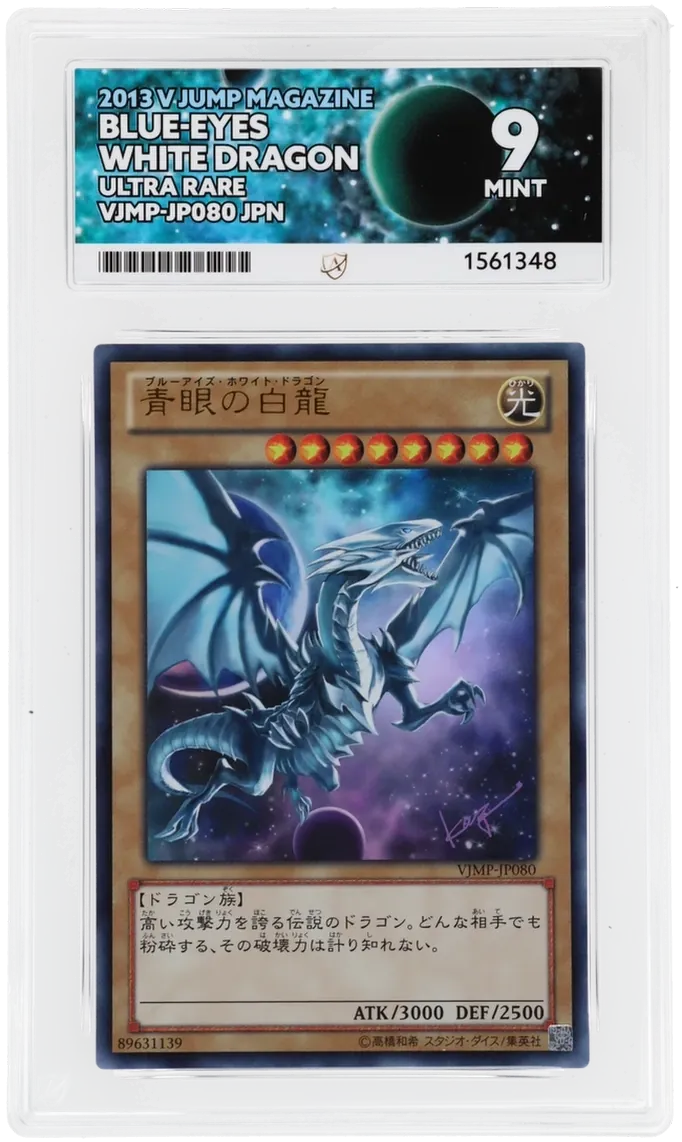 2013 V JUMP MAGAZINE
BLUE-EYES
WHITE DRAGON
ULTRA RARE
VJMP-JP080 JPN
9
MINT
1561348
ブルーアイズ・ホワイト・ドラゴン
青眼の白龍
ひかり
光
VJMP-JP080
【ドラゴン族】
高い攻撃力を誇る伝説のドラゴン。どんな相手でも
粉砕する、その破壊力は計り知れない。
ATK/3000 DEF/2500
89631139
©高橋和希 スタジオ・ダイス/集英社